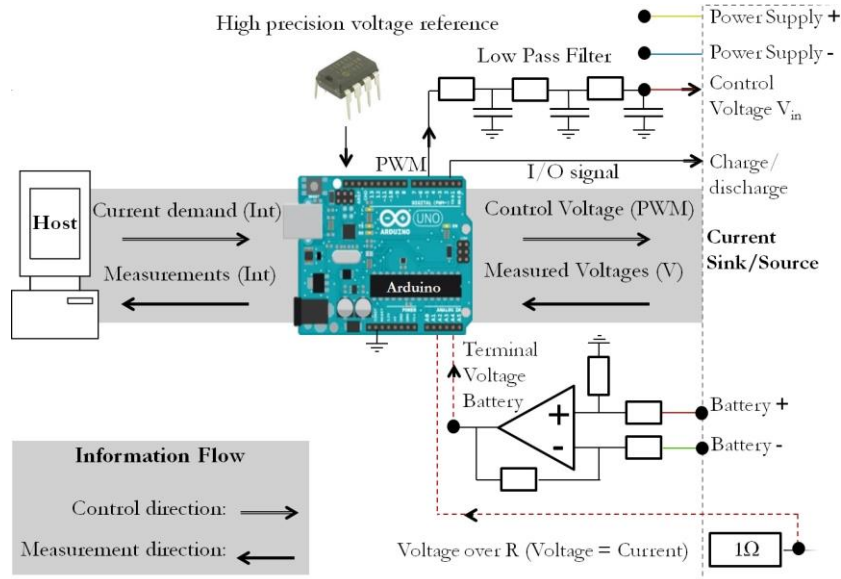 High precision voltage reference
Power Supply +
Power Supply -
Low Pass Filter
Control
Voltage Vin
PWM
I/O signal
Charge/
discharge
Host
Current demand (Int)
Measurements (Int)
UNO
ARDUINO
Arduino
Control Voltage (PWM)
Measured Voltages (V)
Current
Sink/Source
Terminal
Voltage
Battery
+
-
Battery +
Battery -
Information Flow
Control direction:
Measurement direction:
Voltage over R (Voltage = Current)
1Ω